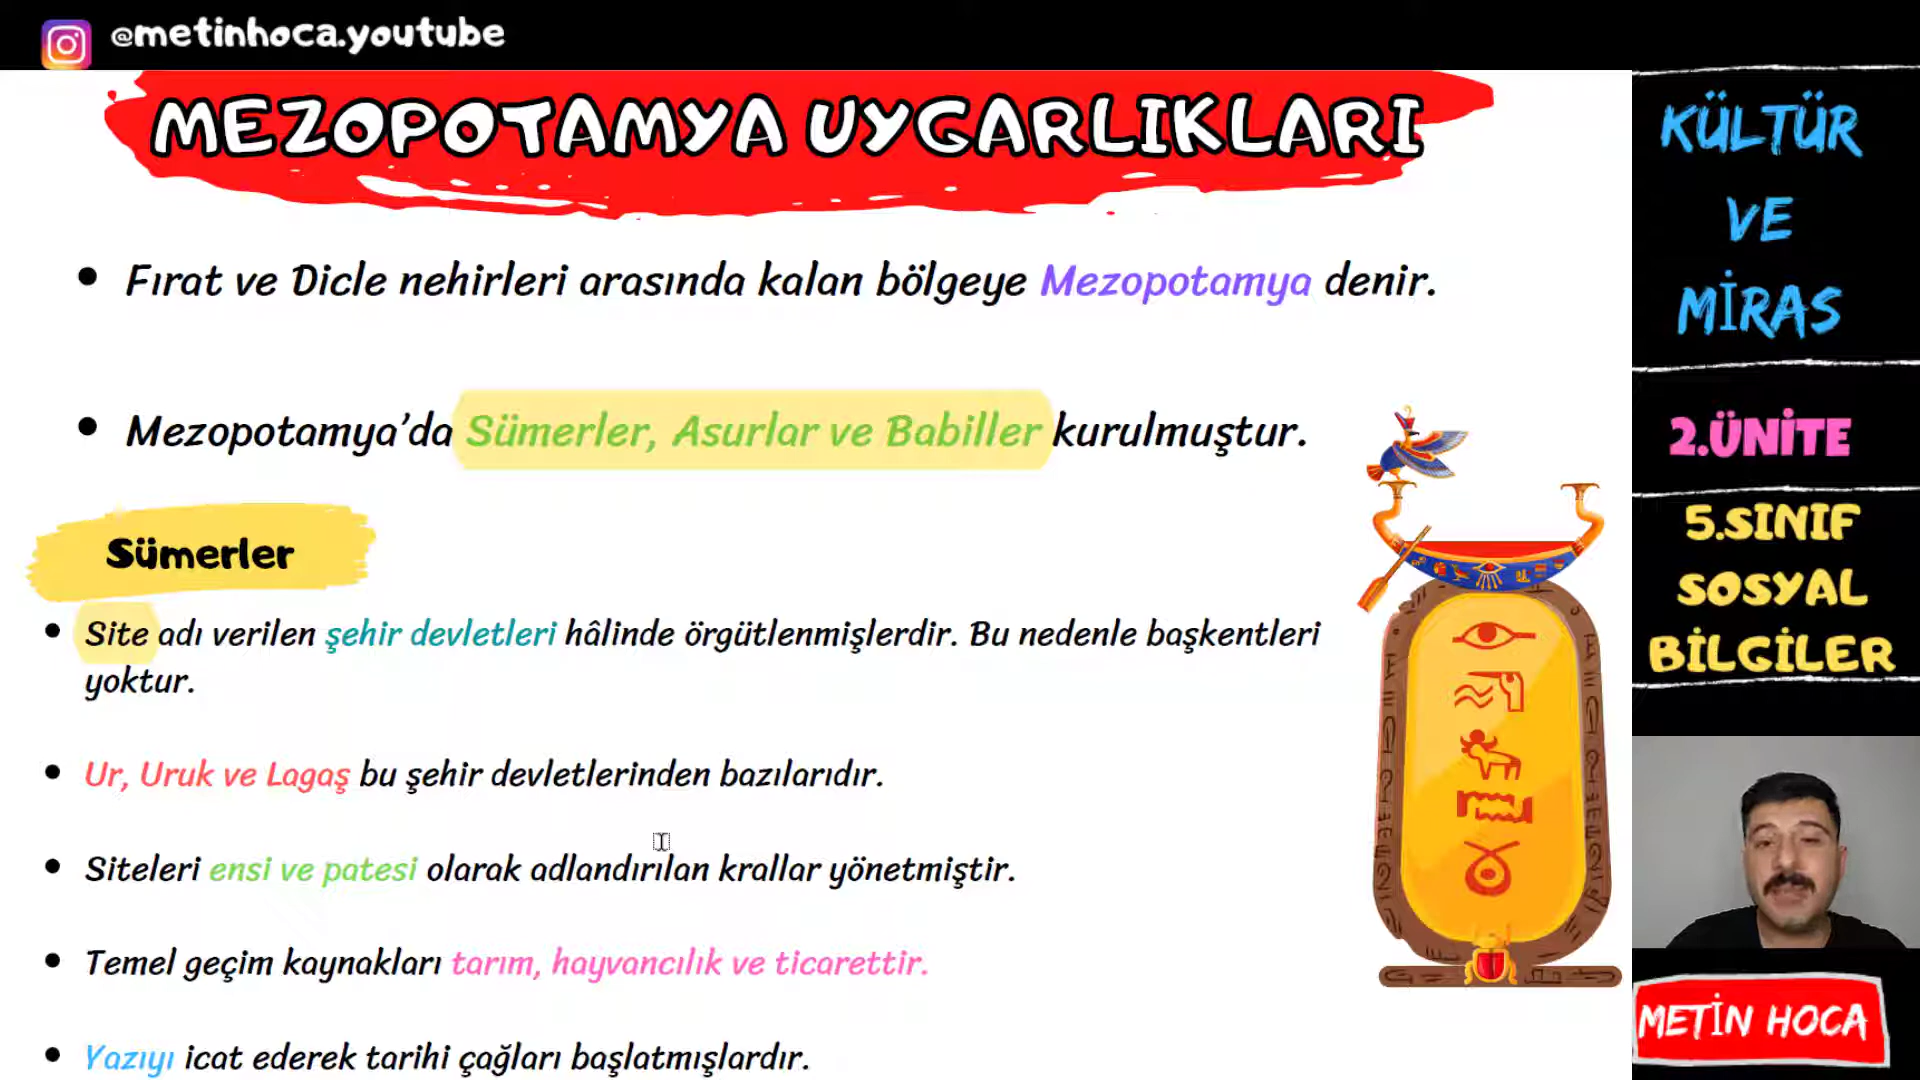 @metinhoca.youtube
MEZOPOTAMYA UYGARLIKLARI
• Fırat ve Dicle nehirleri arasında kalan bölgeye Mezopotamya denir.
• Mezopotamya’da Sümerler, Asurlar ve Babiller kurulmuştur.
Sümerler
• Site adı verilen şehir devletleri hâlinde örgütlenmişlerdir. Bu nedenle başkentleri
yoktur.
• Ur, Uruk ve Lagaş bu şehir devletlerinden bazılarıdır.
• Siteleri ensi ve patesi olarak adlandırılan krallar yönetmiştir.
• Temel geçim kaynakları tarım, hayvancılık ve ticarettir.
• Yazıyı icat ederek tarihi çağları başlatmışlardır.
KÜLTÜR
VE
MİRAS
2.ÜNİTE
5.SINIF
SOSYAL
BİLGİLER
METİN HOCA